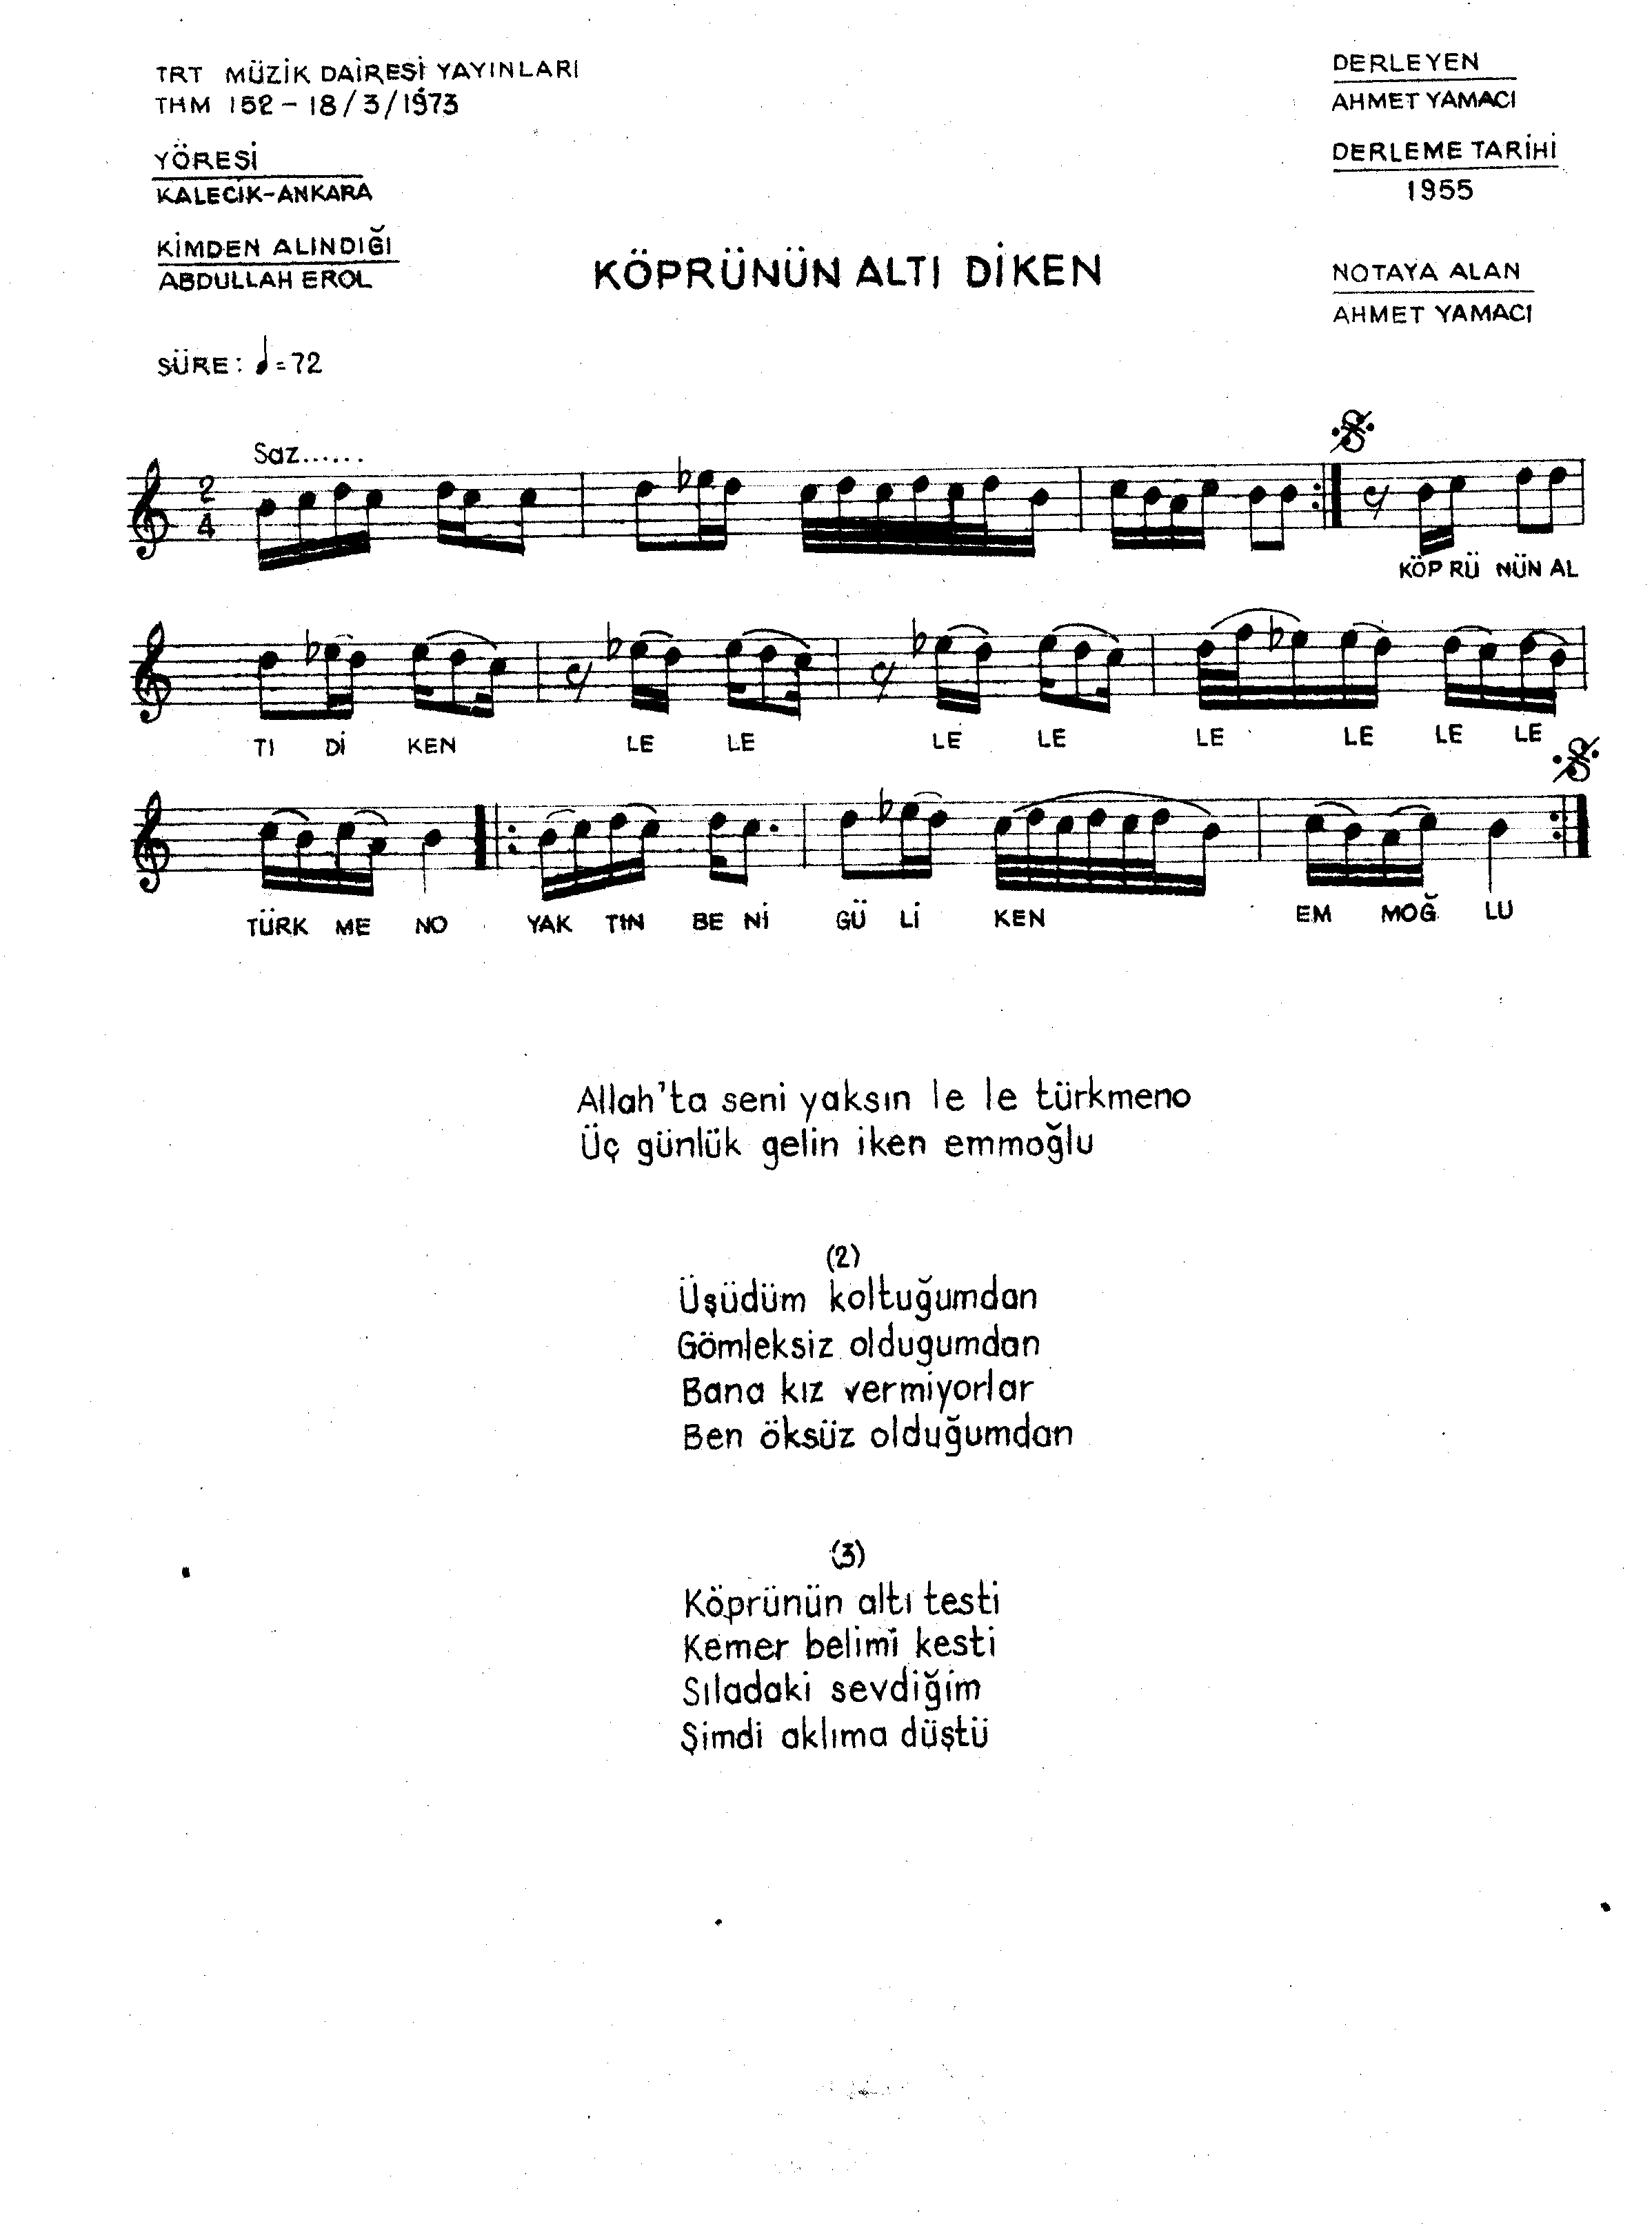 TRT MÜZİK DAİRESİ YAYINLARI
THM 152 - 18/3/1973
YÖRESİ
KALECİK-ANKARA
KİMDEN ALINDIĞI
ABDULLAH EROL
SÜRE: ♩=72
KÖPRÜNÜN ALTI DİKEN
DERLEYEN
AHMET YAMACI
DERLEME TARİHİ
1955
NOTAYA ALAN
AHMET YAMACI
Saz......
2
4
KÖP RÜ NÜN AL
TI Dİ KEN LE LE LE LE LE LE LE LE
TÜRK ME NO YAK TIN BE Nİ GÜ Lİ KEN EM MOĞ LU
Allah'ta seni yaksın le le türkmeno
Üç günlük gelin iken emmoğlu
(2)
Üşüdüm koltuğumdan
Gömleksiz oldugumdan
Bana kız vermiyorlar
Ben öksüz olduğumdan
(3)
Köprünün altı testi
Kemer belimi kesti
Sıladaki sevdiğim
Şimdi aklıma düştü